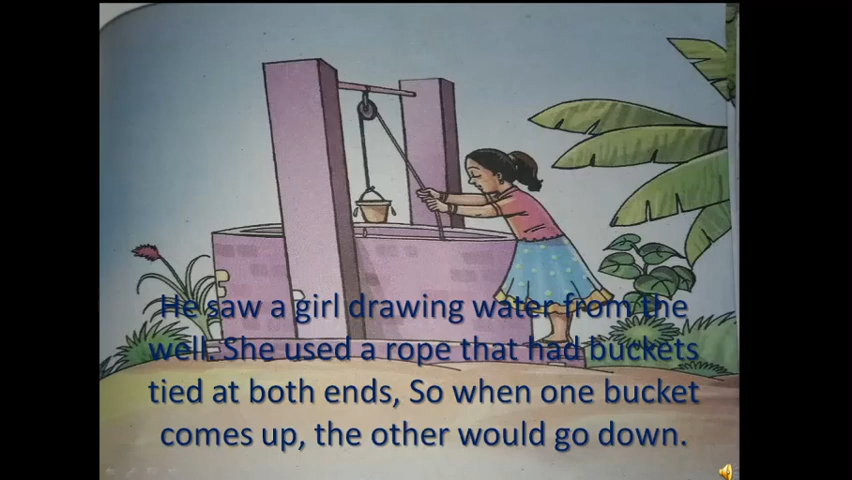 He saw a girl drawing water from the
well. She used a rope that had buckets
tied at both ends, So when one bucket
comes up, the other would go down.